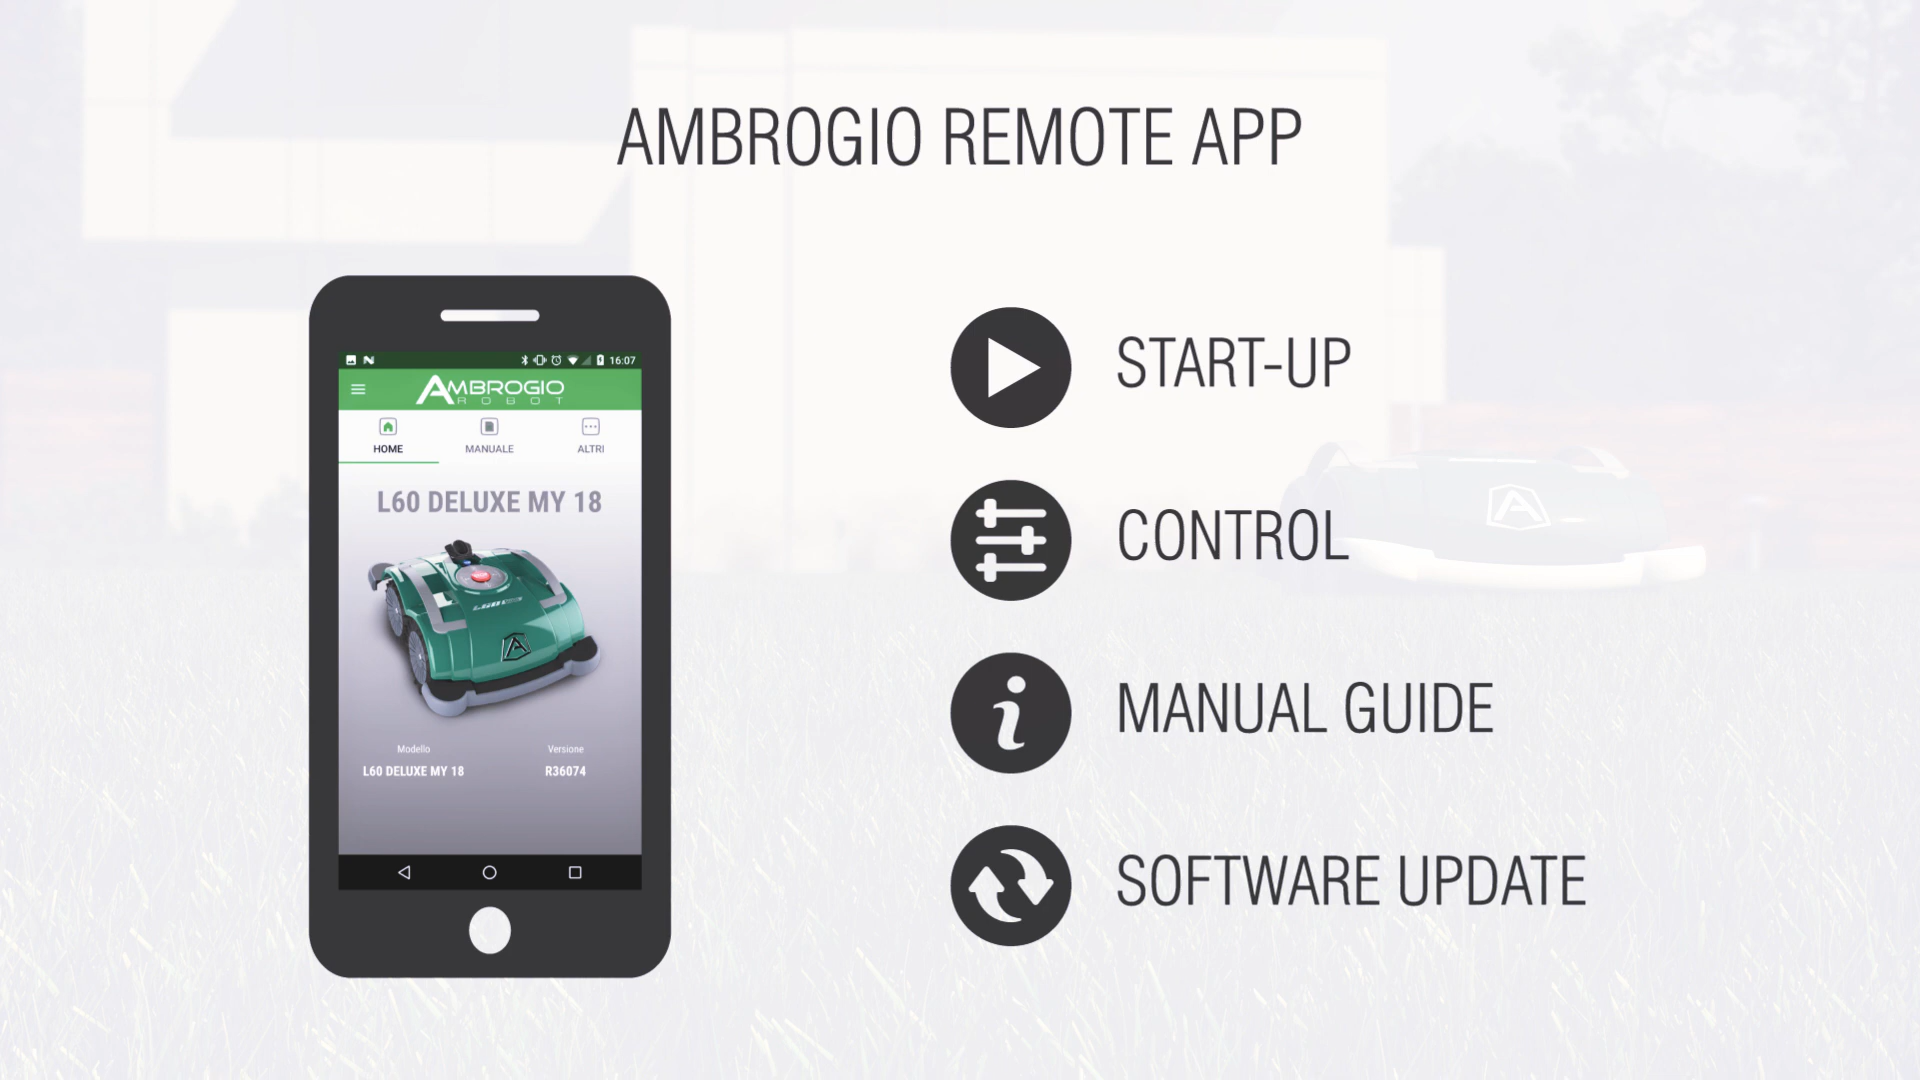 AMBROGIO REMOTE APP
16:07
AMBROGIO
ROBOT
HOME
MANUALE
ALTRI
L60 DELUXE MY 18
L60
A
Modello
Versione
L60 DELUXE MY 18
R36074
START-UP
CONTROL
A
MANUAL GUIDE
SOFTWARE UPDATE